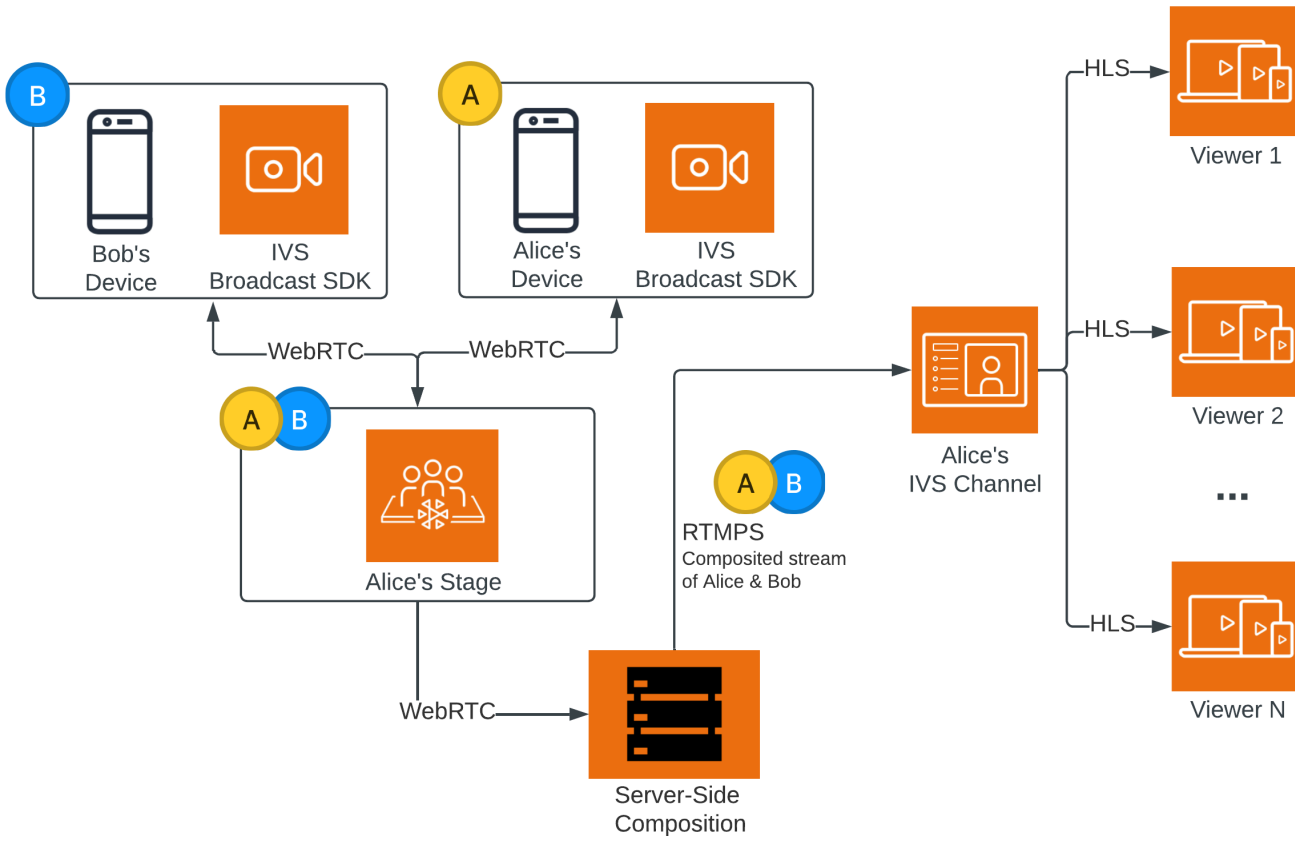 B
Bob's
Device
IVS
Broadcast SDK
A
Alice's
Device
IVS
Broadcast SDK
WebRTC
WebRTC
A
B
Alice's Stage
WebRTC
Server-Side
Composition
A
B
RTMPS
Composited stream
of Alice & Bob
Alice's
IVS Channel
HLS
Viewer 1
HLS
Viewer 2
...
HLS
Viewer N